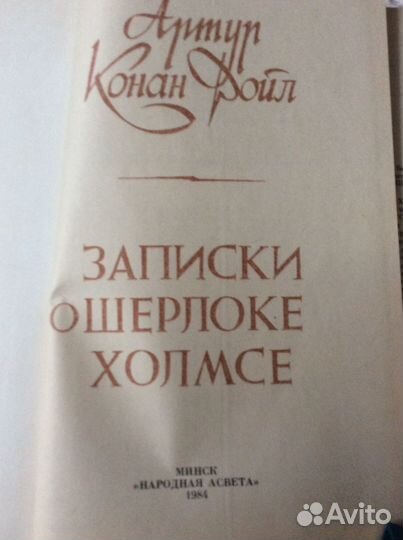 Артур
Конан Дойл
ЗАПИСКИ
О ШЕРЛОКЕ
ХОЛМСЕ
МИНСК
«НАРОДНАЯ АСВЕТА»
1984
Avito